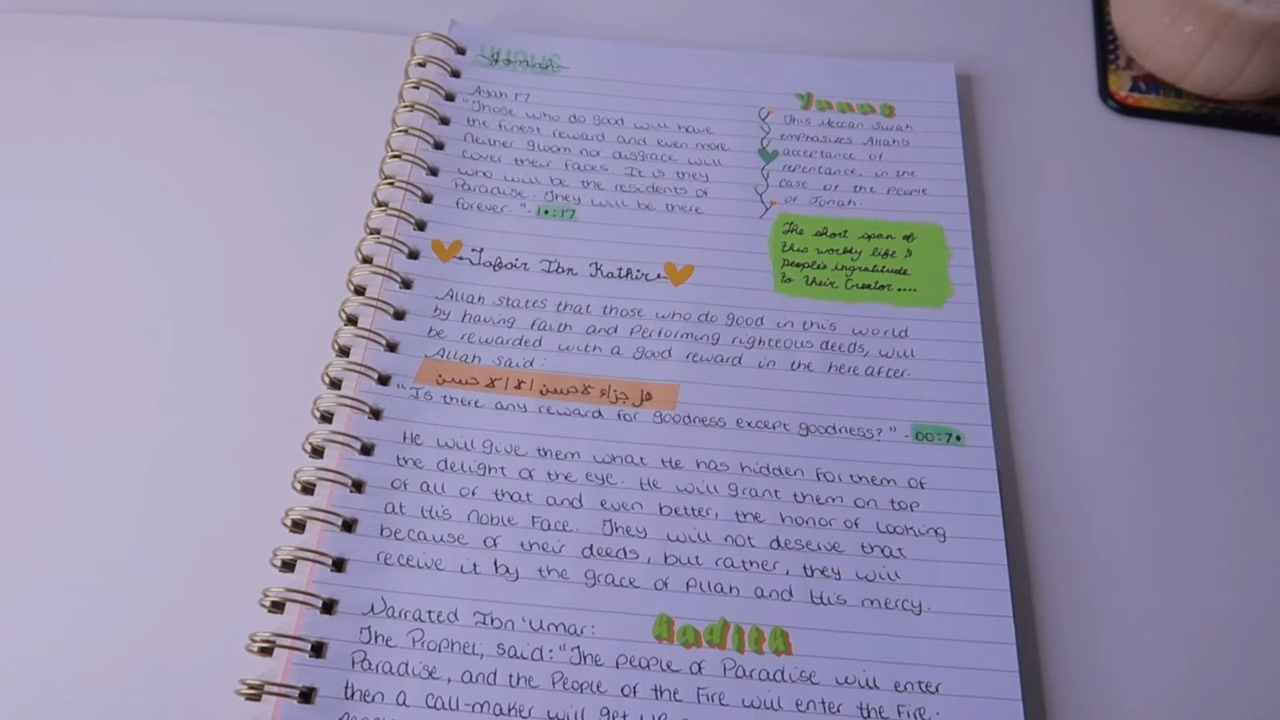 Yunus
Jonah
Ayah ٢٦
"Those who do good will have
the finest reward and even more
Neither gloom nor disgrace will
cover their faces. It is they
who will be the residents of
Paradise. They will be there
forever."-١٠:٢٦
Yunus
This Meccan Surah
emphasizes Allah's
acceptance of
repentance, in the
case of the People
of Jonah.
The short span of
this worldly life &
people's ingratitude
to their Creator....
Tafsir Ibn Kathir
Allah states that those who do good in this world
by having faith and Performing righteous deeds, will
be rewarded with a good reward in the hereafter.
Allah said:
هل جزاء لاحسن الا لا حسن
"Is there any reward for goodness except goodness?" -٥٥:٦٠
He will give them what He has hidden for them of
the delight of the eye. He will grant them on top
of all of that and even better, the honor of Looking
at His Noble Face. They will not deserve that
because of their deeds, but rather, they will
receive it by the grace of Allah and His mercy.
Narrated Ibn 'Umar:
Hadith
The Prophet, said: "The people of Paradise will enter
Paradise, and the People of the Fire will enter the Fire.
then a call-maker will get up